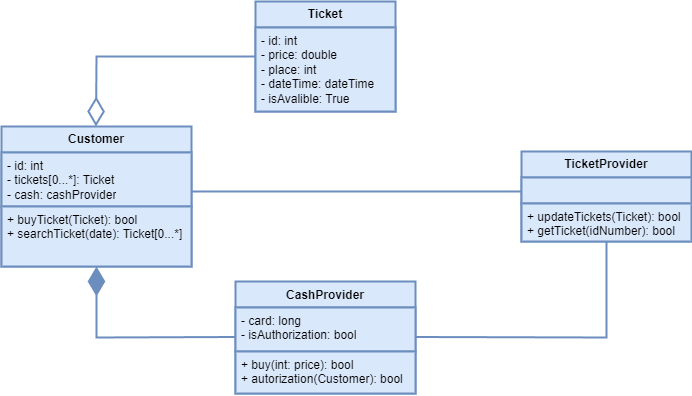 Ticket
- id: int
- price: double
- place: int
- dateTime: dateTime
- isAvalible: True
Customer
- id: int
- tickets[0...*]: Ticket
- cash: cashProvider
+ buyTicket(Ticket): bool
+ searchTicket(date): Ticket[0...*]
TicketProvider
+ updateTickets(Ticket): bool
+ getTicket(idNumber): bool
CashProvider
- card: long
- isAuthorization: bool
+ buy(int: price): bool
+ autorization(Customer): bool